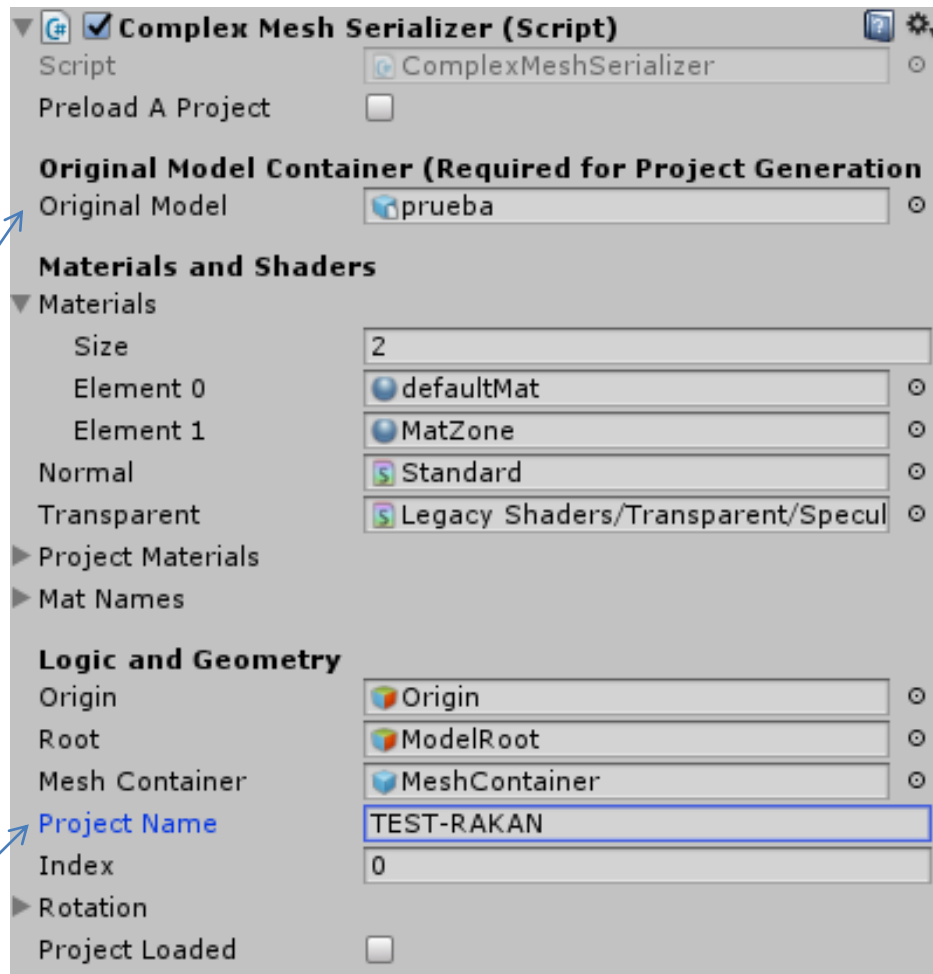 Complex Mesh Serializer (Script)
Script ComplexMeshSerializer
Preload A Project
Original Model Container (Required for Project Generation
Original Model prueba
Materials and Shaders
Materials
Size 2
Element 0 defaultMat
Element 1 MatZone
Normal Standard
Transparent Legacy Shaders/Transparent/Specul
Project Materials
Mat Names
Logic and Geometry
Origin Origin
Root ModelRoot
Mesh Container MeshContainer
Project Name TEST-RAKAN
Index 0
Rotation
Project Loaded